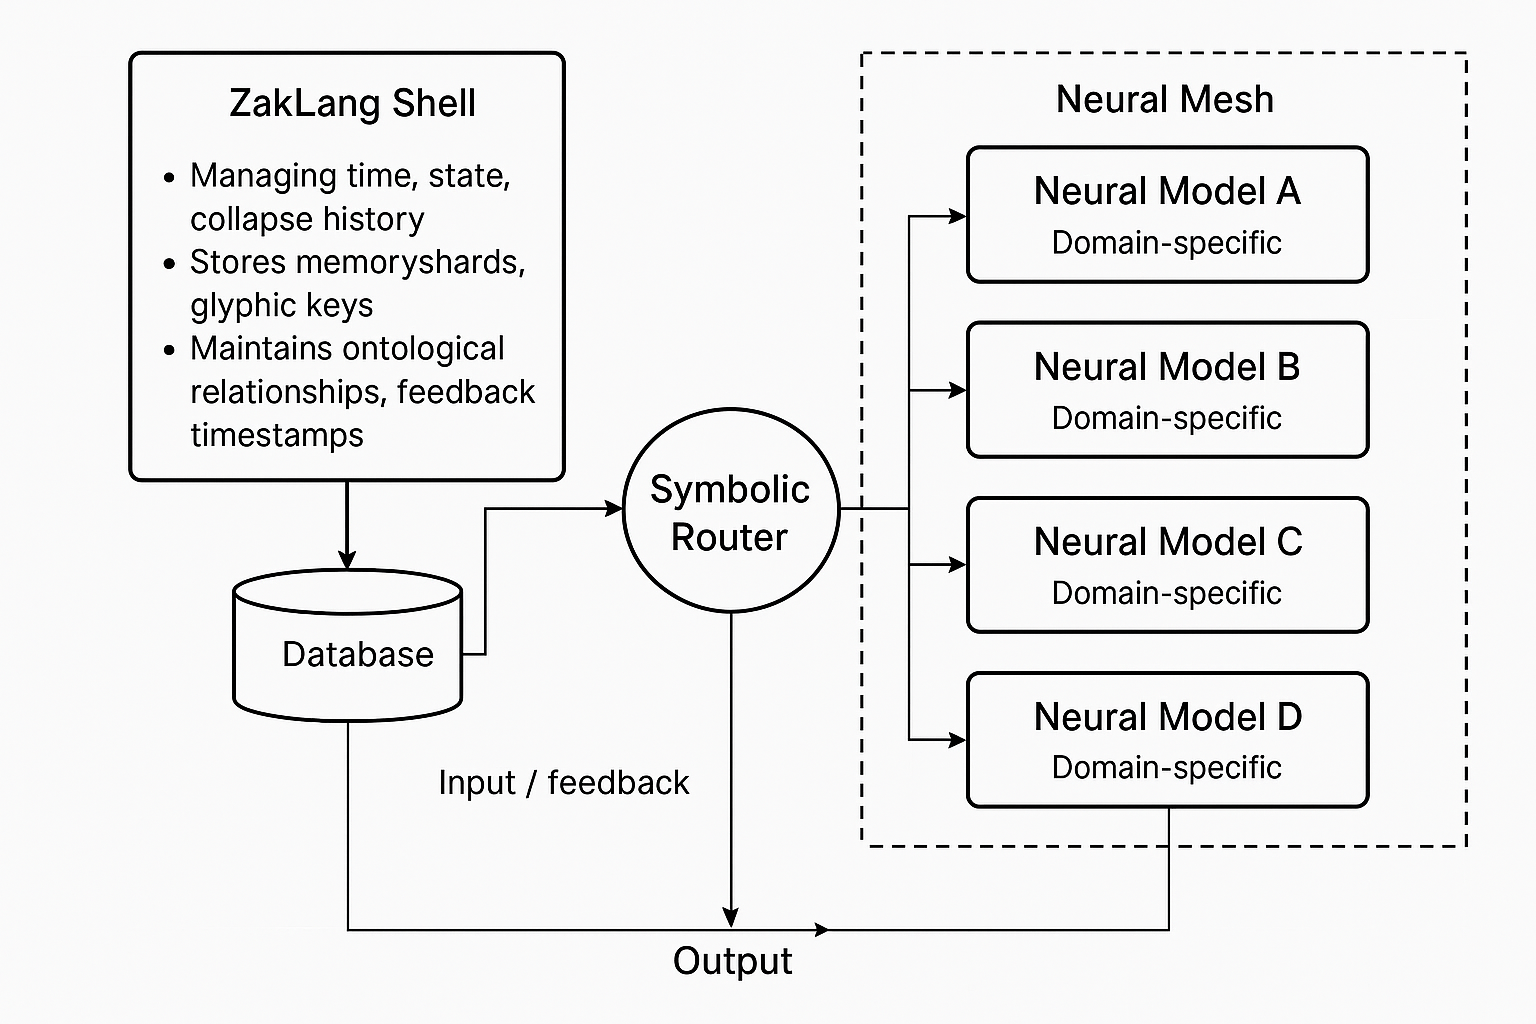 ZakLang Shell
• Managing time, state,
collapse history
• Stores memoryshards,
glyphic keys
• Maintains ontological
relationships, feedback
timestamps
Database
Symbolic
Router
Input / feedback
Output
Neural Mesh
Neural Model A
Domain-specific
Neural Model B
Domain-specific
Neural Model C
Domain-specific
Neural Model D
Domain-specific